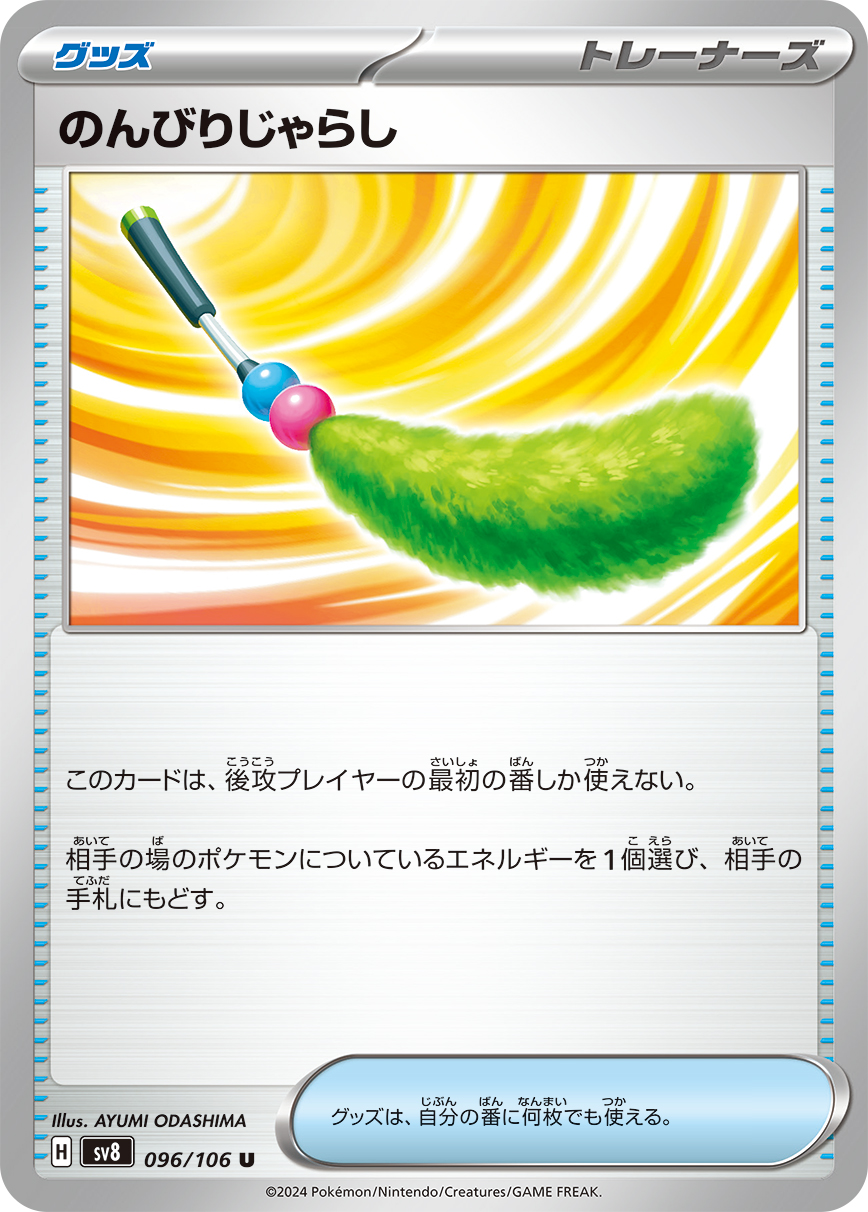 グッズ
トレーナーズ
のんびりじゃらし
このカードは、後攻プレイヤーの最初の番しか使えない。
相手の場のポケモンについているエネルギーを1個選び、相手の
手札にもどす。
グッズは、自分の番に何枚でも使える。
Illus. AYUMI ODASHIMA
H sv8 096/106 U
©2024 Pokémon/Nintendo/Creatures/GAME FREAK.